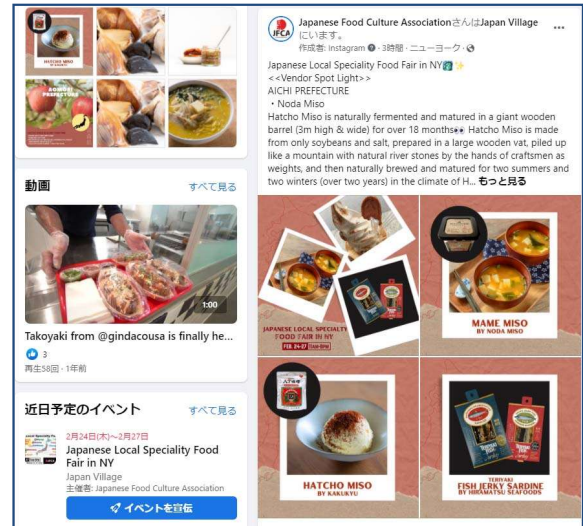 HATCHO MISO
AOMORI
PREFECTURE
動画
すべて見る
1:00
Takoyaki from @gindacousa is finally he...
3
再生58回・1年前
近日予定のイベント
すべて見る
2月24日(木)~2月27日
Japanese Local Speciality Food
Fair in NY
Japan Village
主催者: Japanese Food Culture Association
イベントを宣伝
JFCA
Japanese Food Culture AssociationさんはJapan Village
にいます。
作成者: Instagram・3時間・ニューヨーク・
Japanese Local Speciality Food Fair in NY
<<Vendor Spot Light>>
AICHI PREFECTURE
・Noda Miso
Hatcho Miso is naturally fermented and matured in a giant wooden
barrel (3m high & wide) for over 18 months Hatcho Miso is made
from only soybeans and salt, prepared in a large wooden vat, piled up
like a mountain with natural river stones by the hands of craftsmen as
weights, and then naturally brewed and matured for two summers and
two winters (over two years) in the climate of H... もっと見る
JAPANESE LOCAL SPECIALTY
FOOD FAIR IN NY
FEB. 24-27 11AM-8PM
MAME MISO
BY NODA MISO
HATCHO MISO
BY KAKUKYU
TERIYAKI
FISH JERKY SARDINE
BY HIRAMATSU SEAFOODS